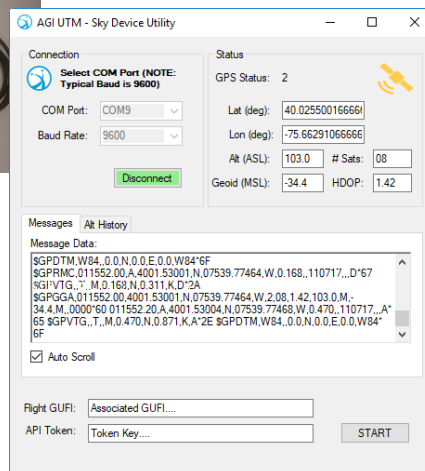 AGI UTM - Sky Device Utility
Connection
Select COM Port (NOTE:
Typical Baud is 9600)
COM Port: COM9
Baud Rate: 9600
Disconnect
Status
GPS Status: 2
Lat (deg): 40.0255001666
Lon (deg): -75.66291066666
Alt (ASL): 103.0 # Sats: 08
Geoid (MSL): -34.4 HDOP: 1.42
Messages Alt History
Message Data:
$GPDTM,W84,,0.0,N,0.0,E,0.0,W84*6F
$GPRMC,011552.00,A,4001.53001,N,07539.77464,W,0.168,,110717,,,D*67
$GPVTG,,T,,M,0.168,N,0.311,K,D*2A
$GPGGA,011552.00,4001.53001,N,07539.77464,W,2,08,1.42,103.0,M,-
34.4,M,,0000*60 011552.20,A,4001.53004,N,07539.77468,W,0.470,,110717,,,A*
65 $GPVTG,,T,,M,0.470,N,0.871,K,A*2E $GPDTM,W84,,0.0,N,0.0,E,0.0,W84*
6F
Auto Scroll
Flight GUFI: Associated GUFI....
API Token: Token Key....
START